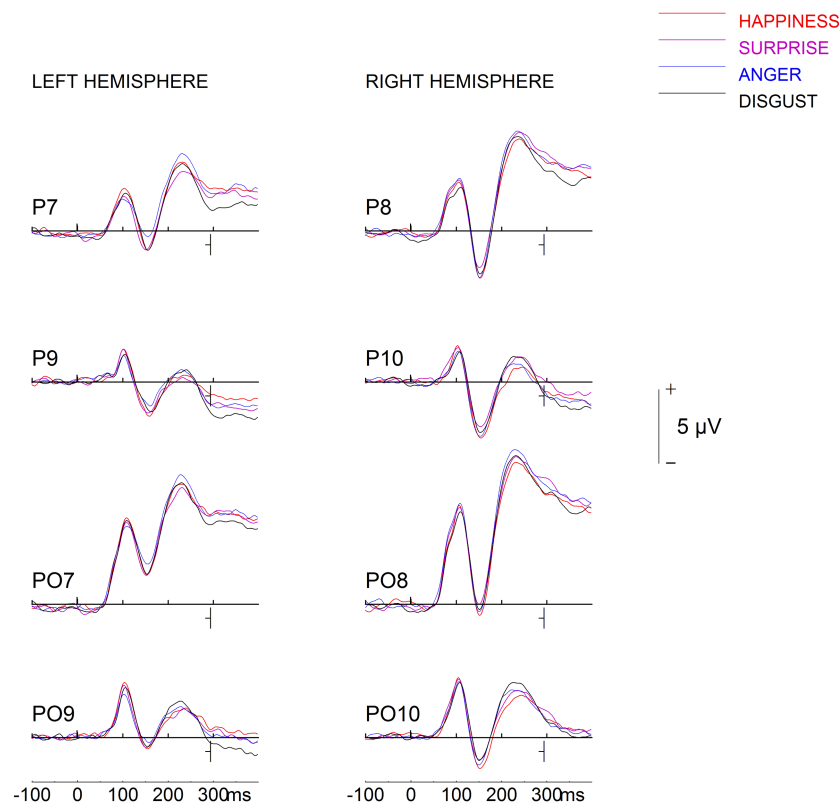 HAPPINESS
SURPRISE
ANGER
DISGUST
LEFT HEMISPHERE RIGHT HEMISPHERE
P7 P8
P9 P10
+
5 μV
−
PO7 PO8
PO9 PO10
-100 0 100 200 300ms -100 0 100 200 300ms